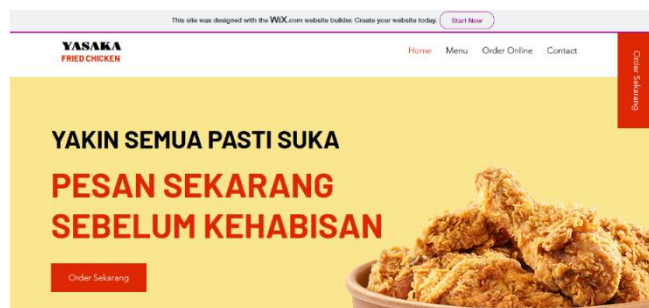 This site was designed with the WiX.com website builder. Create your website today. Start Now
YASAKA
FRIED CHICKEN
Home Menu Order Online Contact
Order Sekarang
YAKIN SEMUA PASTI SUKA
PESAN SEKARANG
SEBELUM KEHABISAN
Order Sekarang